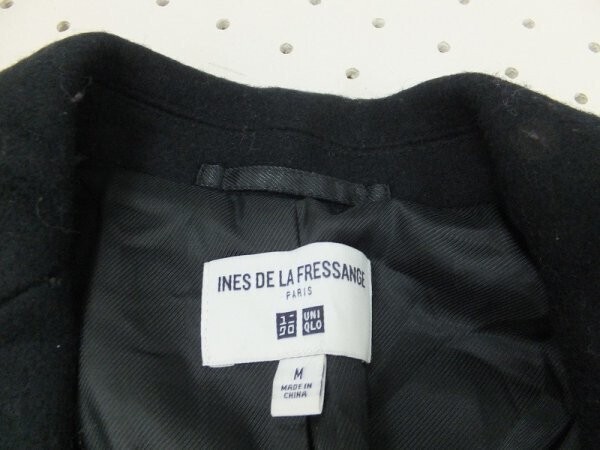 INES DE LA FRESSANGE
PARIS
ユニ UNI
クロ QLO
M
MADE IN
CHINA